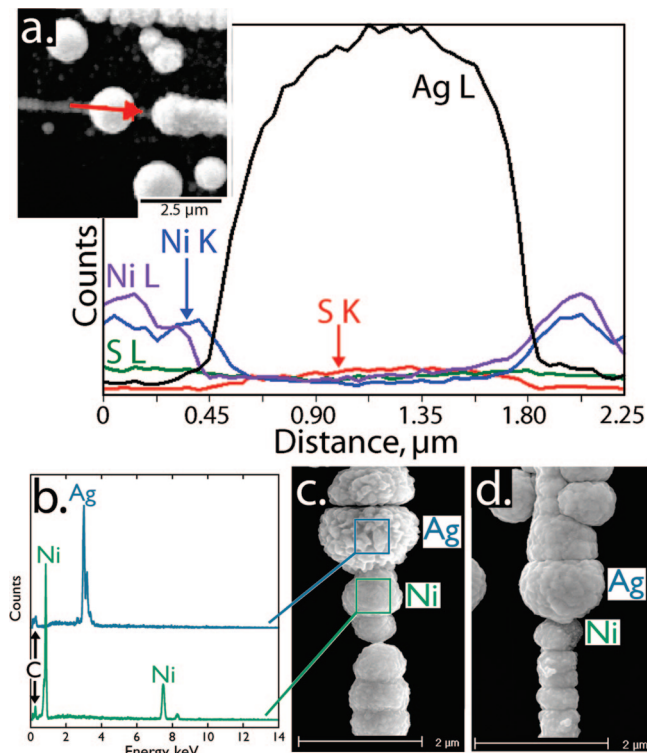 a.
2.5 µm
Counts
Ag L
Ni K
Ni L
S K
S L
0 0.45 0.90 1.35 1.80 2.25
Distance, µm
b.
Ag
Ni
Ni
C
Counts
0 2 4 6 8 10 12 14
Energy, keV
c.
Ag
Ni
2 µm
d.
Ag
Ni
2 µm